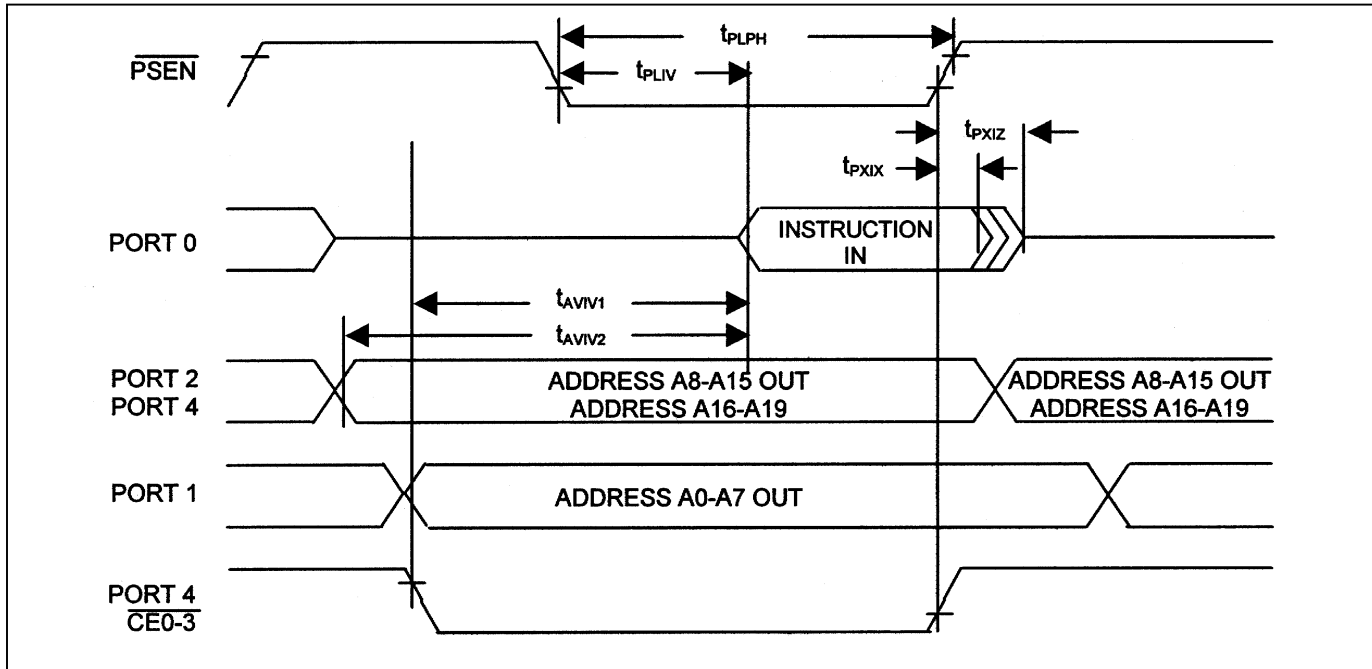 tPLPH
PSEN
tPLIV
tPXIZ
tPXIX
PORT 0
INSTRUCTION
IN
tAVIV1
tAVIV2
PORT 2
PORT 4
ADDRESS A8-A15 OUT
ADDRESS A16-A19
ADDRESS A8-A15 OUT
ADDRESS A16-A19
PORT 1
ADDRESS A0-A7 OUT
PORT 4
CE0-3